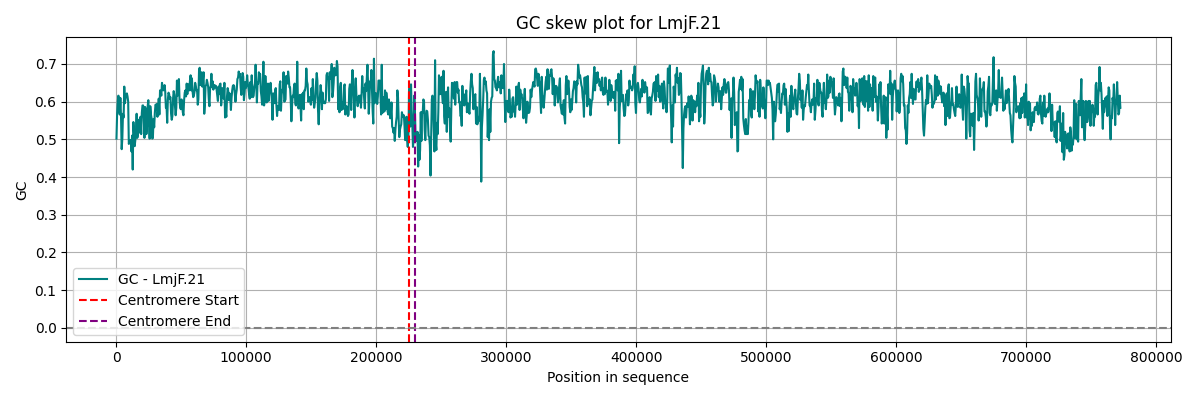 GC skew plot for LmjF.21
GC
0.7
0.6
0.5
0.4
0.3
0.2
0.1
0.0
GC - LmjF.21
Centromere Start
Centromere End
0 100000 200000 300000 400000 500000 600000 700000 800000
Position in sequence